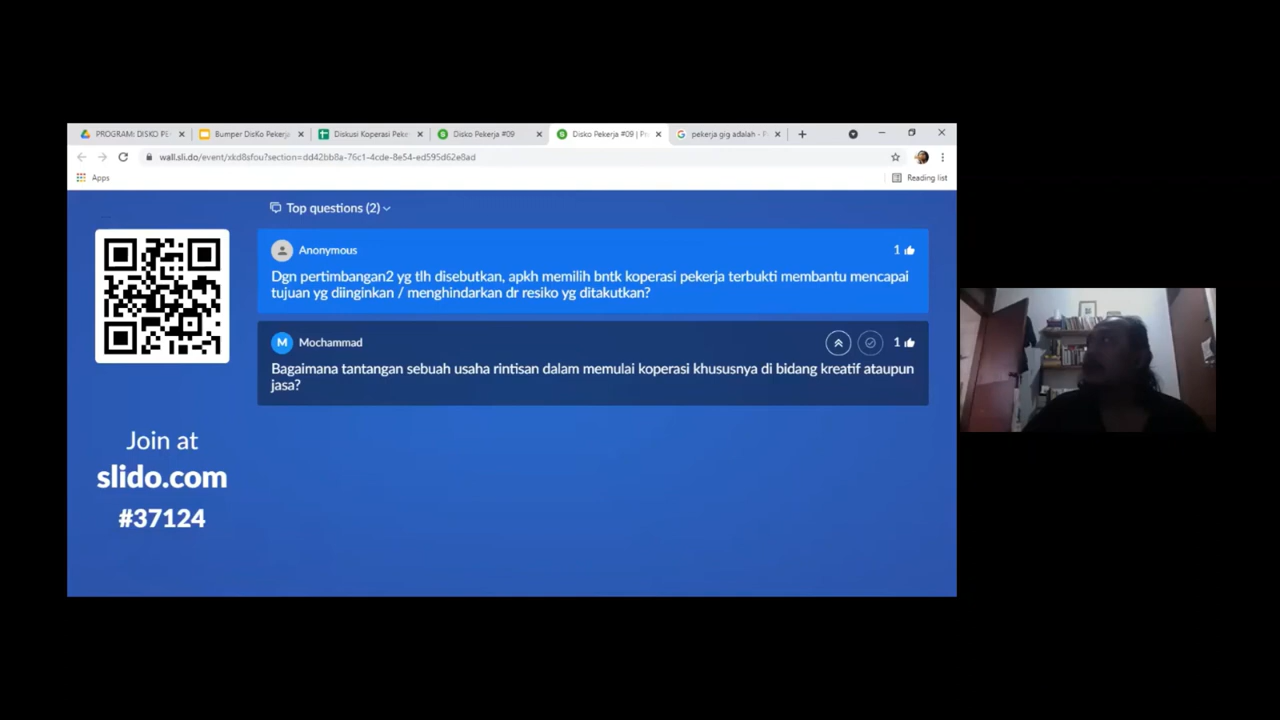 PROGRAM: DISKO PE
Bumper DisKo Pekerja
Diskusi Koperasi Peke
Disko Pekerja #09
Disko Pekerja #09 | Pr
pekerja gig adalah - P
wall.sli.do/event/xkd8sfou?section=dd42bb8a-76c1-4cde-8e54-ed595d62e8ad
Apps
Reading list
Top questions (2)
Anonymous
1
Dgn pertimbangan2 yg tlh disebutkan, apkh memilih bntk koperasi pekerja terbukti membantu mencapai
tujuan yg diinginkan / menghindarkan dr resiko yg ditakutkan?
M
Mochammad
1
Bagaimana tantangan sebuah usaha rintisan dalam memulai koperasi khususnya di bidang kreatif ataupun
jasa?
Join at
slido.com
#37124